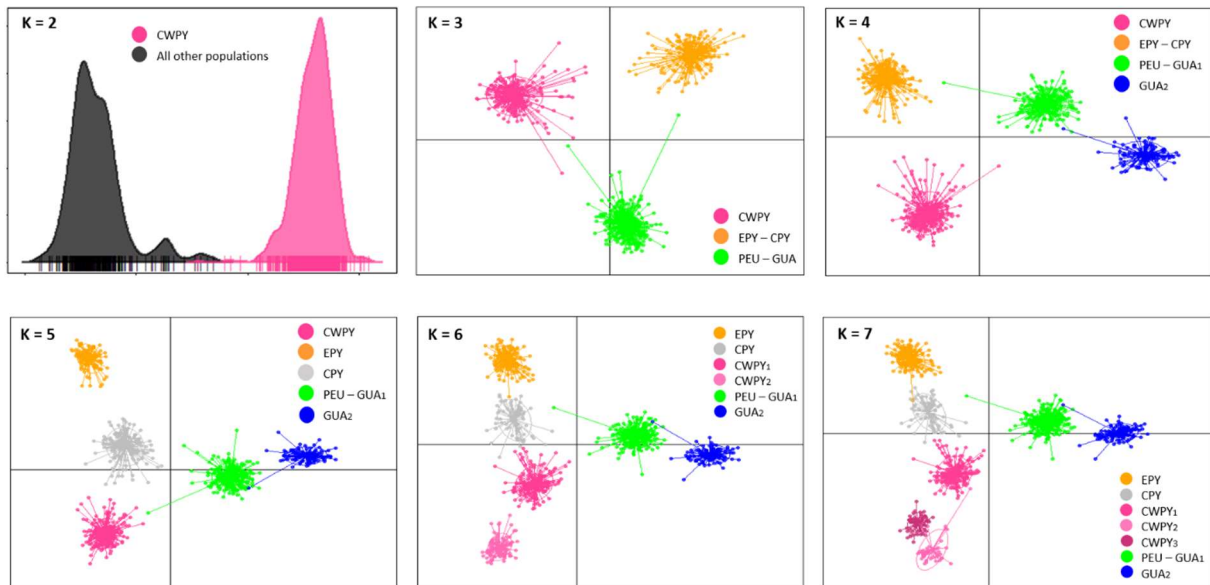 K = 2
CWPY
All other populations
K = 3
CWPY
EPY – CPY
PEU – GUA
K = 4
CWPY
EPY – CPY
PEU – GUA₁
GUA₂
K = 5
CWPY
EPY
CPY
PEU – GUA₁
GUA₂
K = 6
EPY
CPY
CWPY₁
CWPY₂
PEU – GUA₁
GUA₂
K = 7
EPY
CPY
CWPY₁
CWPY₂
CWPY₃
PEU – GUA₁
GUA₂